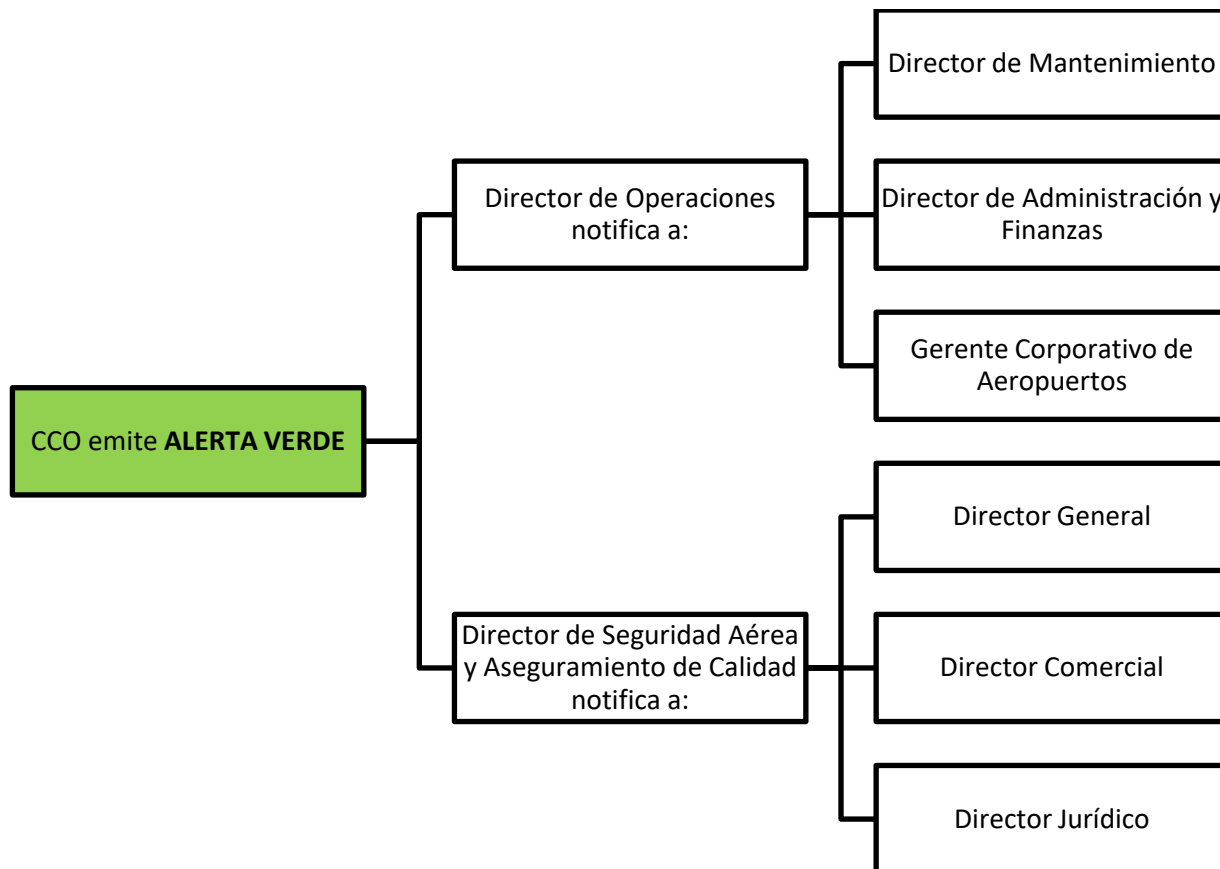 CCO emite ALERTA VERDE
Director de Operaciones
notifica a:
Director de Mantenimiento
Director de Administración y
Finanzas
Gerente Corporativo de
Aeropuertos
Director de Seguridad Aérea
y Aseguramiento de Calidad
notifica a:
Director General
Director Comercial
Director Jurídico